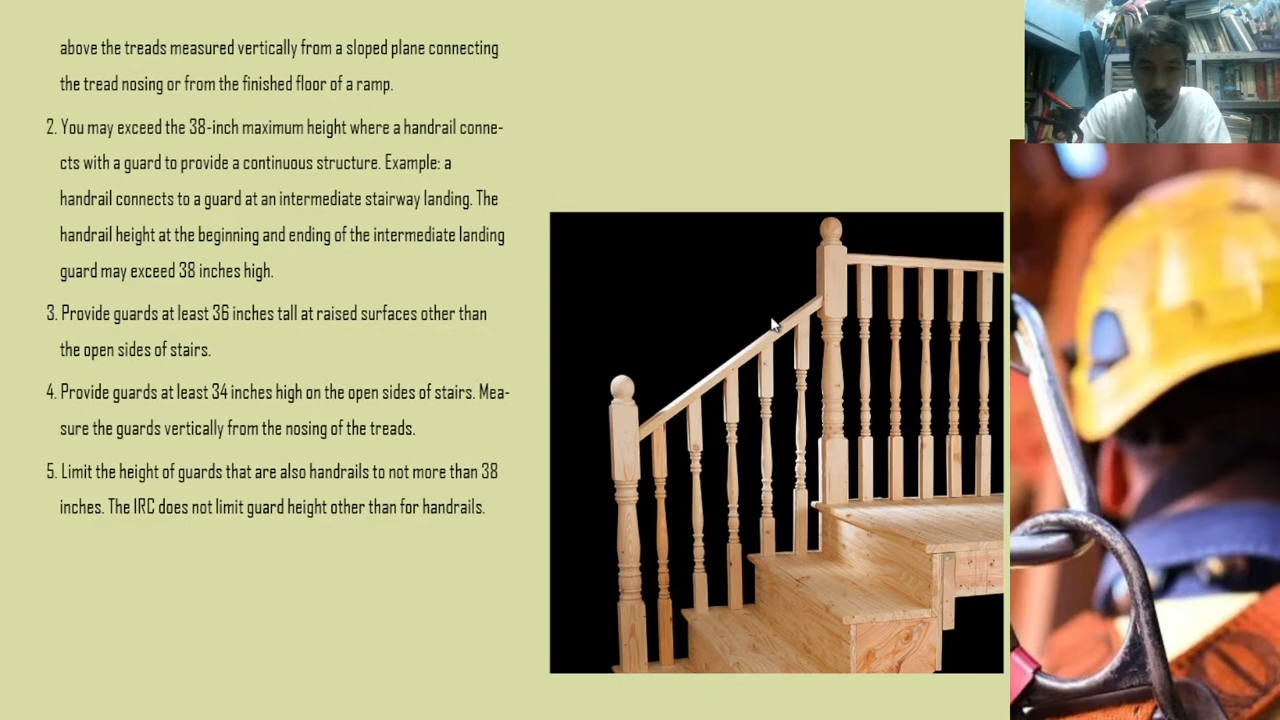 above the treads measured vertically from a sloped plane connecting
the tread nosing or from the finished floor of a ramp.
2. You may exceed the 38-inch maximum height where a handrail conne-
cts with a guard to provide a continuous structure. Example: a
handrail connects to a guard at an intermediate stairway landing. The
handrail height at the beginning and ending of the intermediate landing
guard may exceed 38 inches high.
3. Provide guards at least 36 inches tall at raised surfaces other than
the open sides of stairs.
4. Provide guards at least 34 inches high on the open sides of stairs. Mea-
sure the guards vertically from the nosing of the treads.
5. Limit the height of guards that are also handrails to not more than 38
inches. The IRC does not limit guard height other than for handrails.